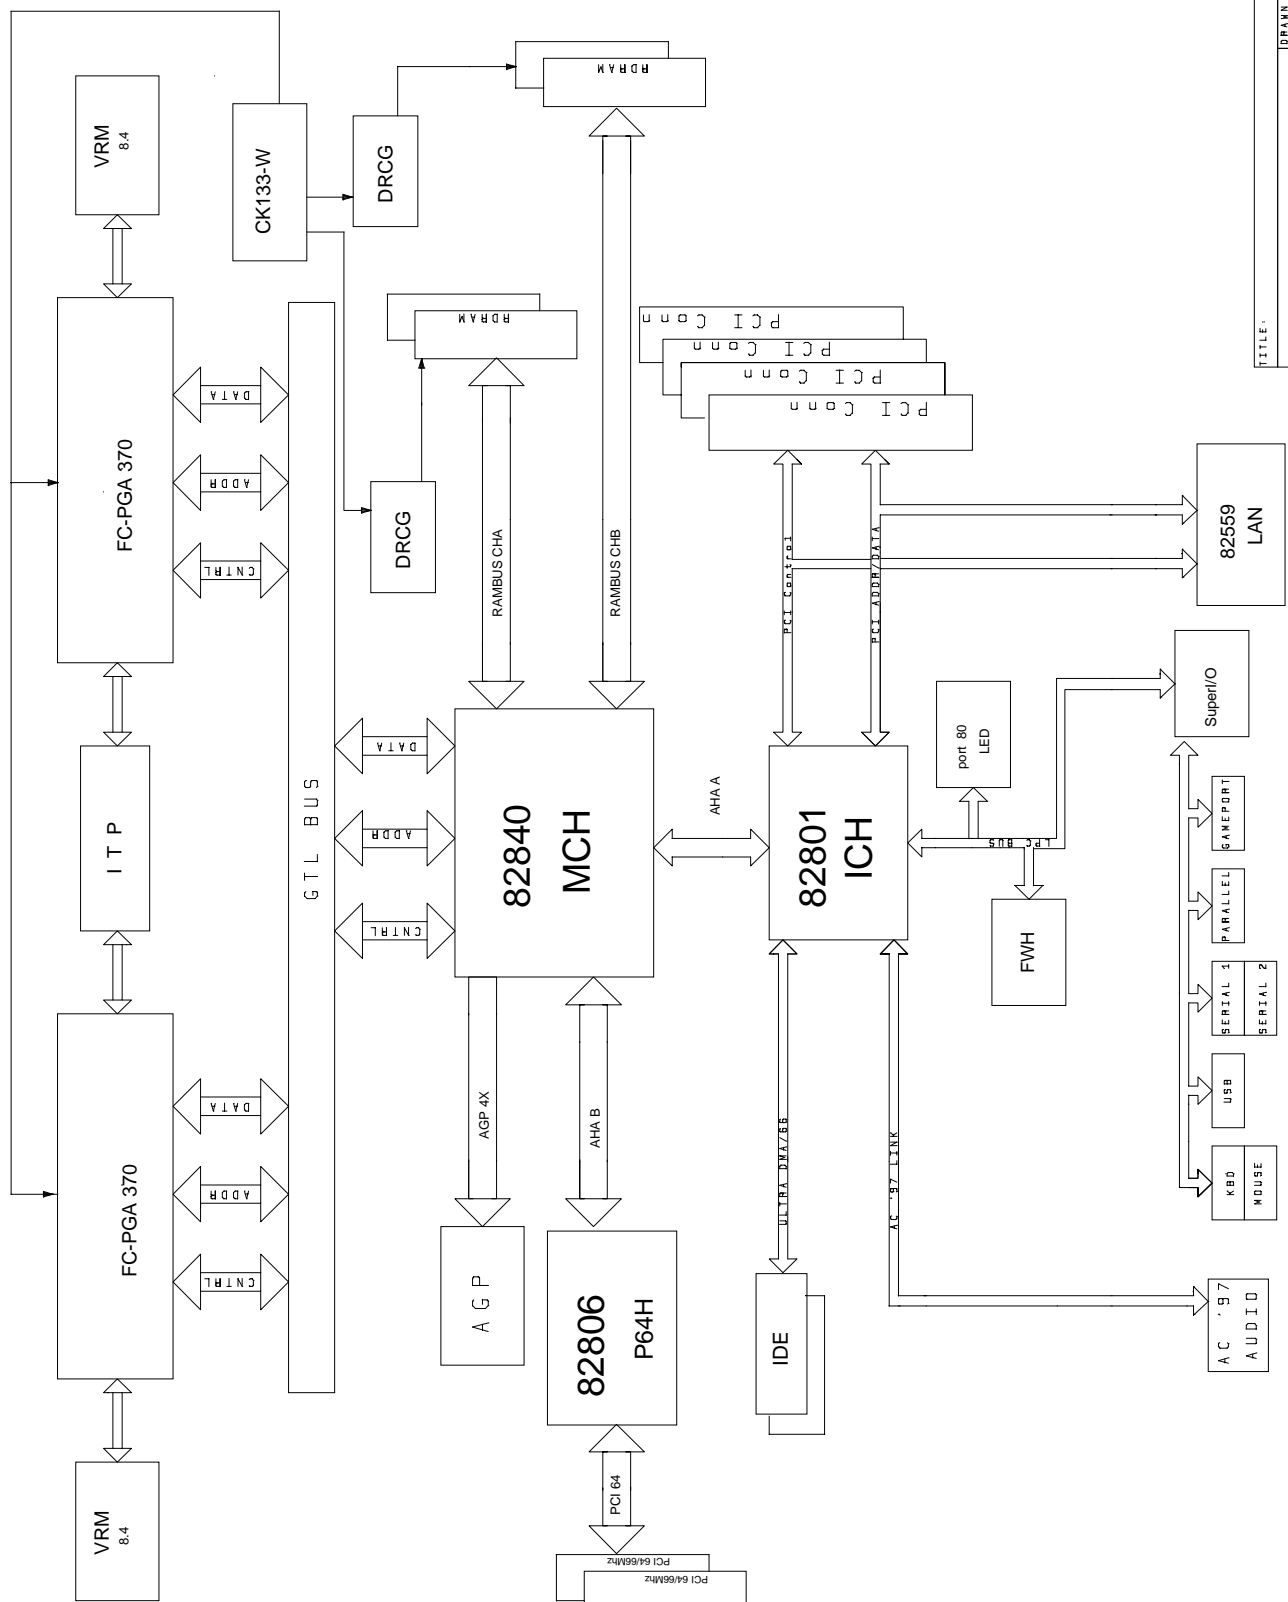 VRM
8.4
FC-PGA 370
I T P
FC-PGA 370
VRM
8.4
CNTRL
ADDR
DATA
CNTRL
ADDR
DATA
CK133-W
GTL BUS
DRCG
DRCG
CNTRL
ADDR
DATA
RDRAM
RDRAM
A G P
AGP 4X
82840
MCH
RAMBUS CHA
RAMBUS CHB
PCI 64/66Mhz
PCI 64/66Mhz
PCI 64
82806
P64H
AHA B
AHA A
PCI Conn
PCI Conn
PCI Conn
PCI Conn
IDE
ULTRA DMA/66
82801
ICH
PCI Control
PCI ADDR/DATA
AC '97 LINK
LPC BUS
port 80
LED
FWH
SuperI/O
82559
LAN
AC '97
AUDIO
KBD
MOUSE
USB
SERIAL 1
SERIAL 2
PARALLEL
GAMEPORT
TITLE:
DRAWN